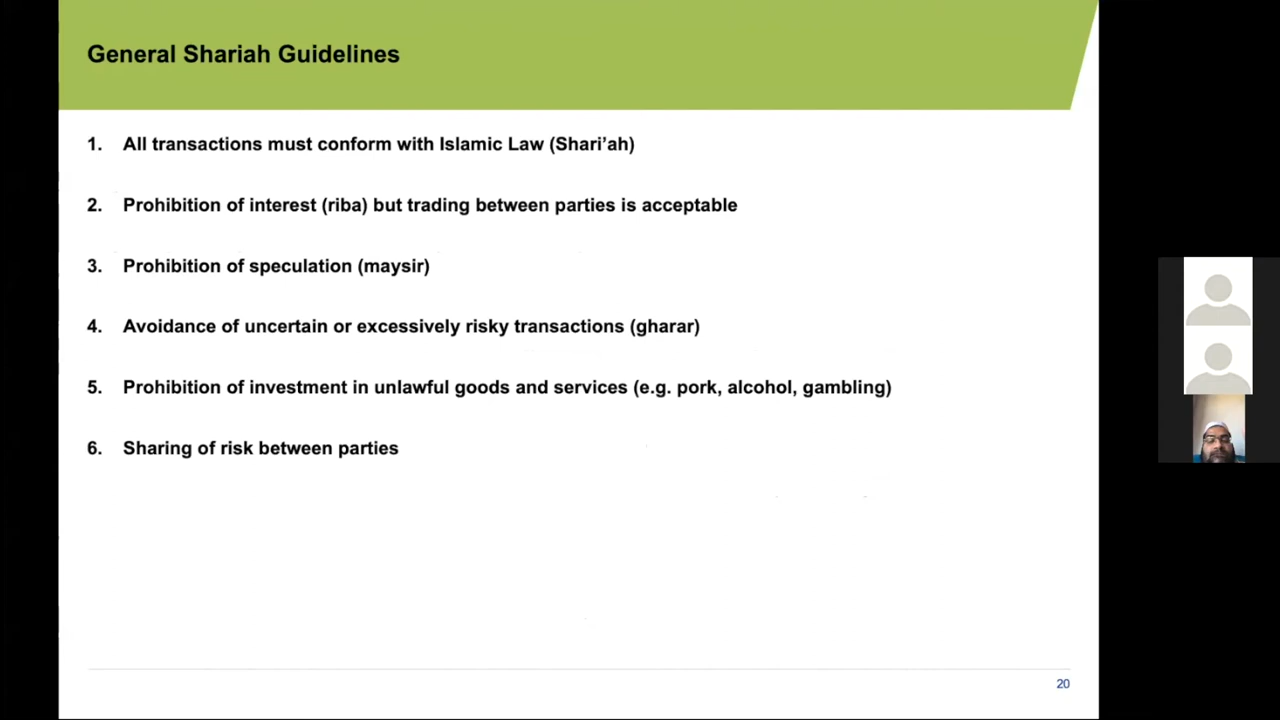 General Shariah Guidelines
1. All transactions must conform with Islamic Law (Shari’ah)
2. Prohibition of interest (riba) but trading between parties is acceptable
3. Prohibition of speculation (maysir)
4. Avoidance of uncertain or excessively risky transactions (gharar)
5. Prohibition of investment in unlawful goods and services (e.g. pork, alcohol, gambling)
6. Sharing of risk between parties
20